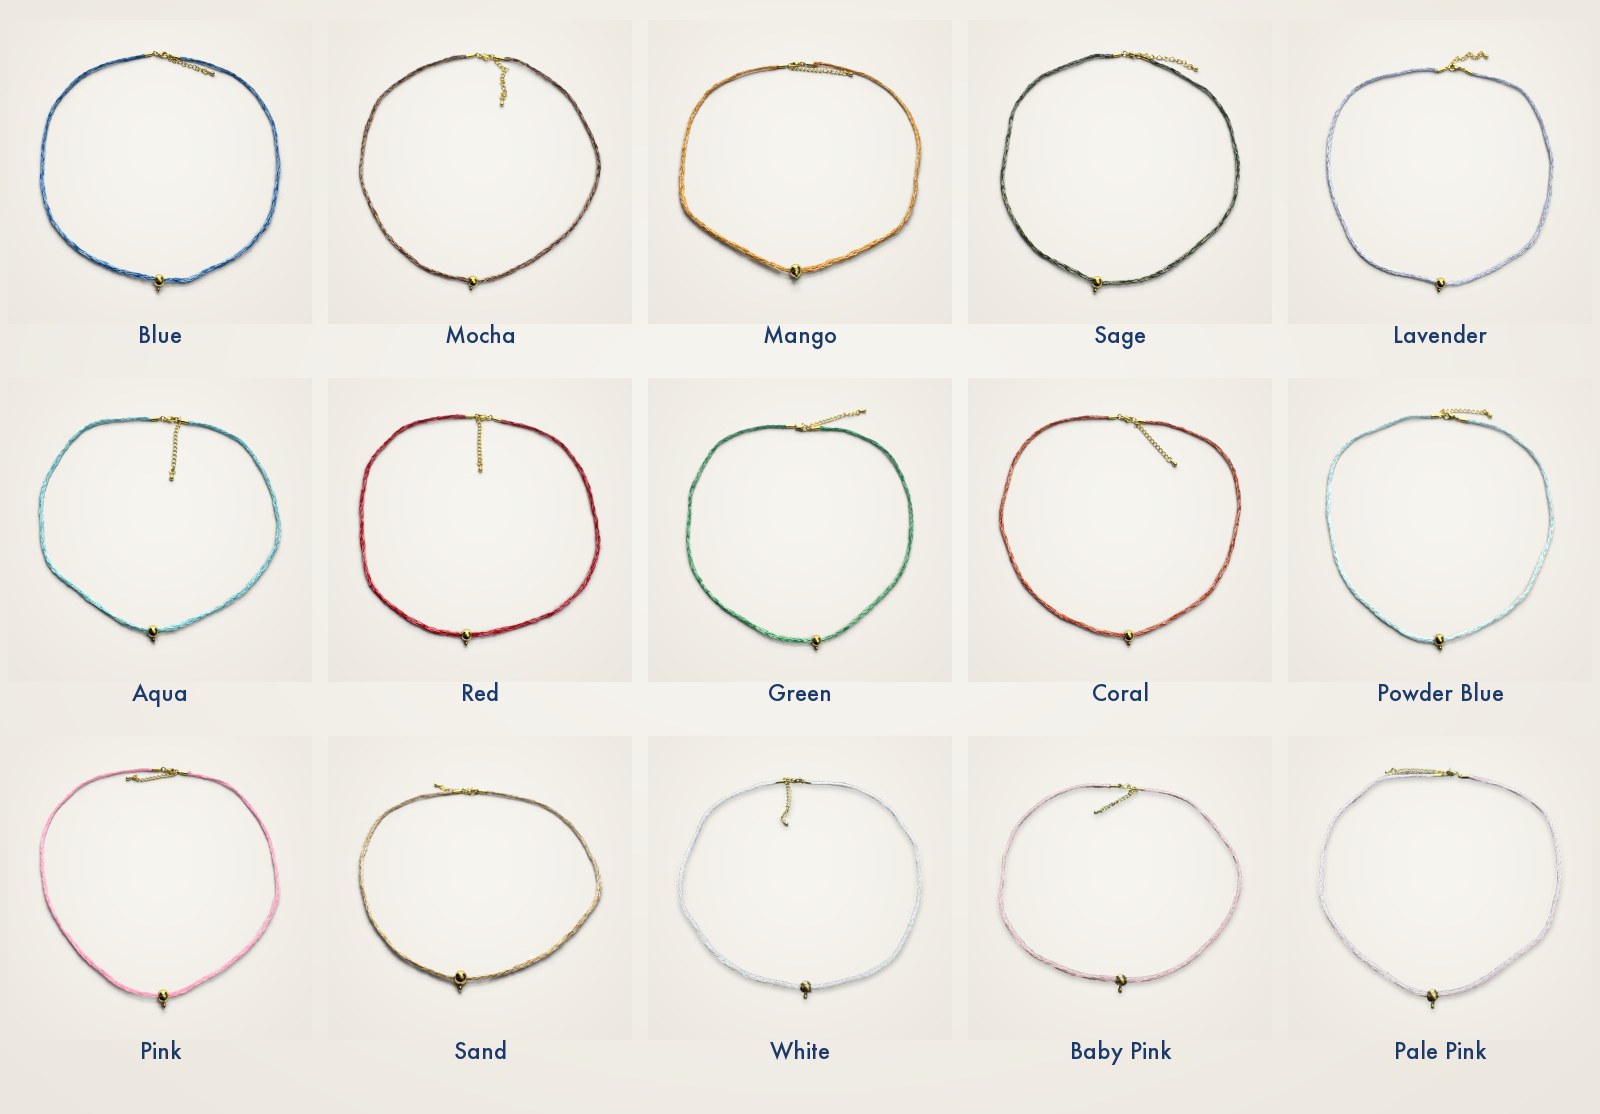 Blue
Mocha
Mango
Sage
Lavender
Aqua
Red
Green
Coral
Powder Blue
Pink
Sand
White
Baby Pink
Pale Pink